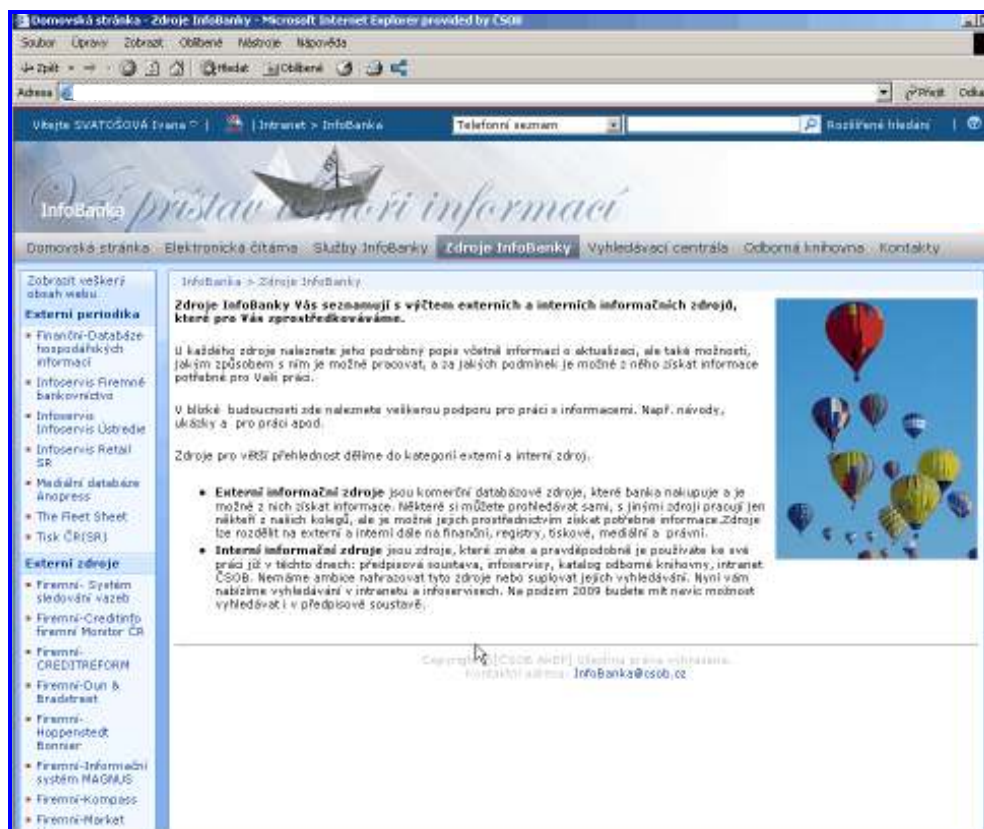 Domovská stránka - Zdroje InfoBanky - Microsoft Internet Explorer provided by ČSOB
Soubor Úpravy Zobrazit Oblíbené Nástroje Nápověda
Zpět Hledat Oblíbené
Adresa Přejít
Vítejte SVATOŠOVÁ Ivana | Intranet > InfoBanka Telefonní seznam Rozšířené hledání
InfoBanka
přístav v moři informací
Domovská stránka Elektronická čítárna Služby InfoBanky Zdroje InfoBanky Vyhledávací centrála Odborná knihovna Kontakty
Zobrazit veškerý
obsah webu
Externí periodika
Finanční-Databáze
hospodářských
informací
Infoservis Firemné
bankovníctvo
Infoservis
Infoservis Ústredie
Infoservis Retail
SR
Mediální databáze
Anopress
The Fleet Sheet
Tisk ČR(SR)
Externí zdroje
Firemní- Systém
sledování vazeb
Firemní-Creditinfo
firemní Monitor ČR
Firemní-
CREDITREFORM
Firemní-Dun &
Bradstreet
Firemní-
Hoppenstedt
Bonnier
Firemní-Informační
systém MAGNUS
Firemní-Kompass
Firemní-Market
InfoBanka > Zdroje InfoBanky
Zdroje InfoBanky Vás seznamují s výčtem externích a interních informačních zdrojů,
které pro Vás zprostředkováváme.
U každého zdroje naleznete jeho podrobný popis včetně informací o aktualizaci, ale také možnosti,
jakým způsobem s ním je možné pracovat, a za jakých podmínek je možné z něho získat informace
potřebné pro Vaši práci.
V blízké budoucnosti zde naleznete veškerou podporu pro práci s informacemi. Např. návody,
ukázky a pro práci apod.
Zdroje pro větší přehlednost dělíme do kategorií externí a interní zdroj.
Externí informační zdroje jsou komerční databázové zdroje, které banka nakupuje a je
možné z nich získat informace. Některé si můžete prohledávat sami, s jinými zdroji pracují jen
někteří z našich kolegů, ale je možné jejich prostřednictvím získat potřebné informace.Zdroje
lze rozdělit na externí a interní dále na finanční, registry, tiskové, mediální a právní.
Interní informační zdroje jsou zdroje, které znáte a pravděpodobně je používáte ke své
práci již v těchto dnech: předpisová soustava, infoservisy, katalog odborné knihovny, intranet
ČSOB. Nemáme ambice nahrazovat tyto zdroje nebo suplovat jejich vyhledávání. Nyní vám
nabízíme vyhledávání v intranetu a infoservisech. Na podzim 2009 budete mít navíc možnost
vyhledávat i v předpisové soustavě.
Všechna práva vyhrazena.
Kontaktní adresa: InfoBanka@csob.cz